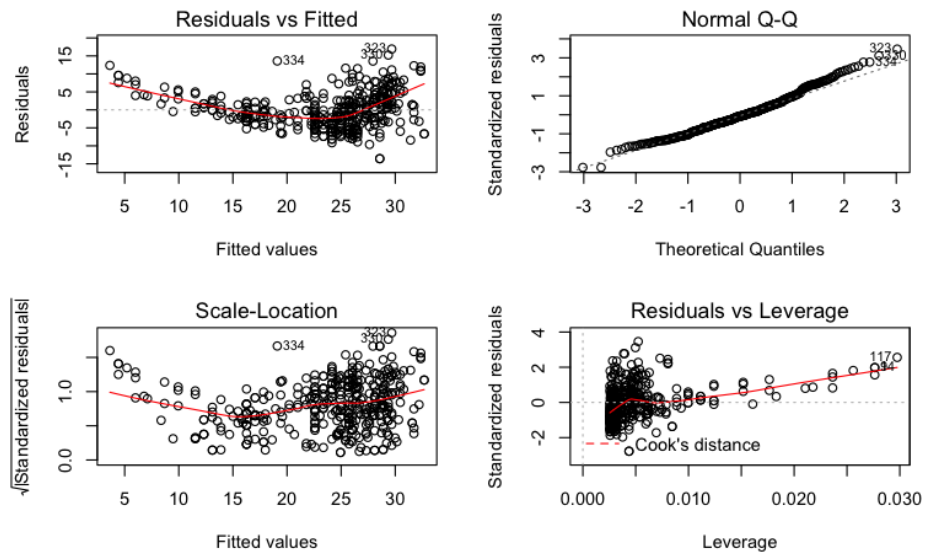 Residuals vs Fitted
Residuals
15
5
-5
-15
323
330
334
5 10 15 20 25 30
Fitted values
Normal Q-Q
Standardized residuals
3
1
-1
-3
323
330
334
-3 -2 -1 0 1 2 3
Theoretical Quantiles
Scale-Location
√|Standardized residuals|
1.0
0.0
323
330
334
5 10 15 20 25 30
Fitted values
Residuals vs Leverage
Standardized residuals
4
2
0
-2
117
Cook's distance
0.000 0.010 0.020 0.030
Leverage